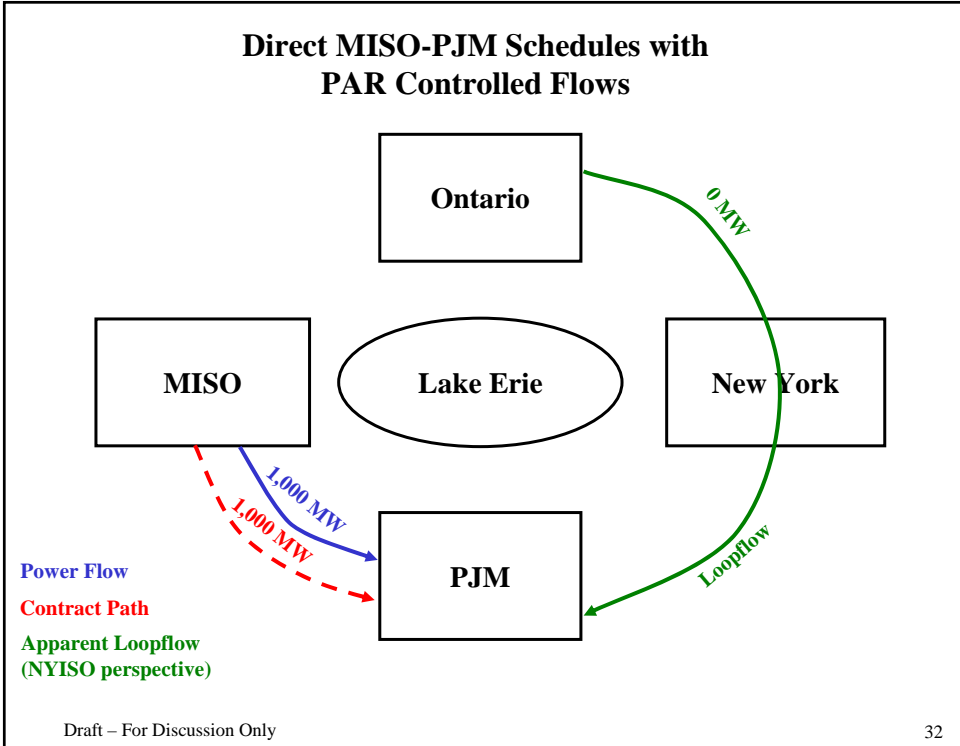 Direct MISO-PJM Schedules with
PAR Controlled Flows
Ontario
0 MW
MISO
Lake Erie
New York
1,000 MW
1,000 MW
PJM
Loopflow
Power Flow
Contract Path
Apparent Loopflow
(NYISO perspective)
Draft – For Discussion Only
32